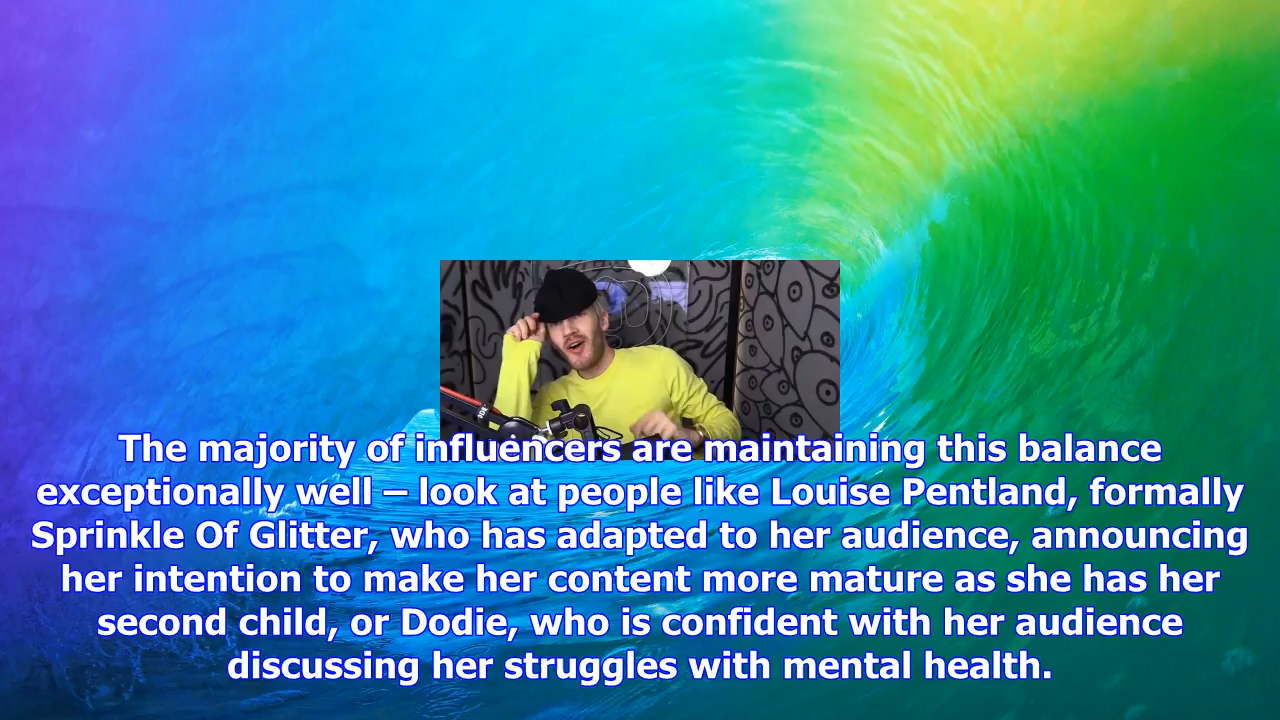 The majority of influencers are maintaining this balance
exceptionally well – look at people like Louise Pentland, formally
Sprinkle Of Glitter, who has adapted to her audience, announcing
her intention to make her content more mature as she has her
second child, or Dodie, who is confident with her audience
discussing her struggles with mental health.